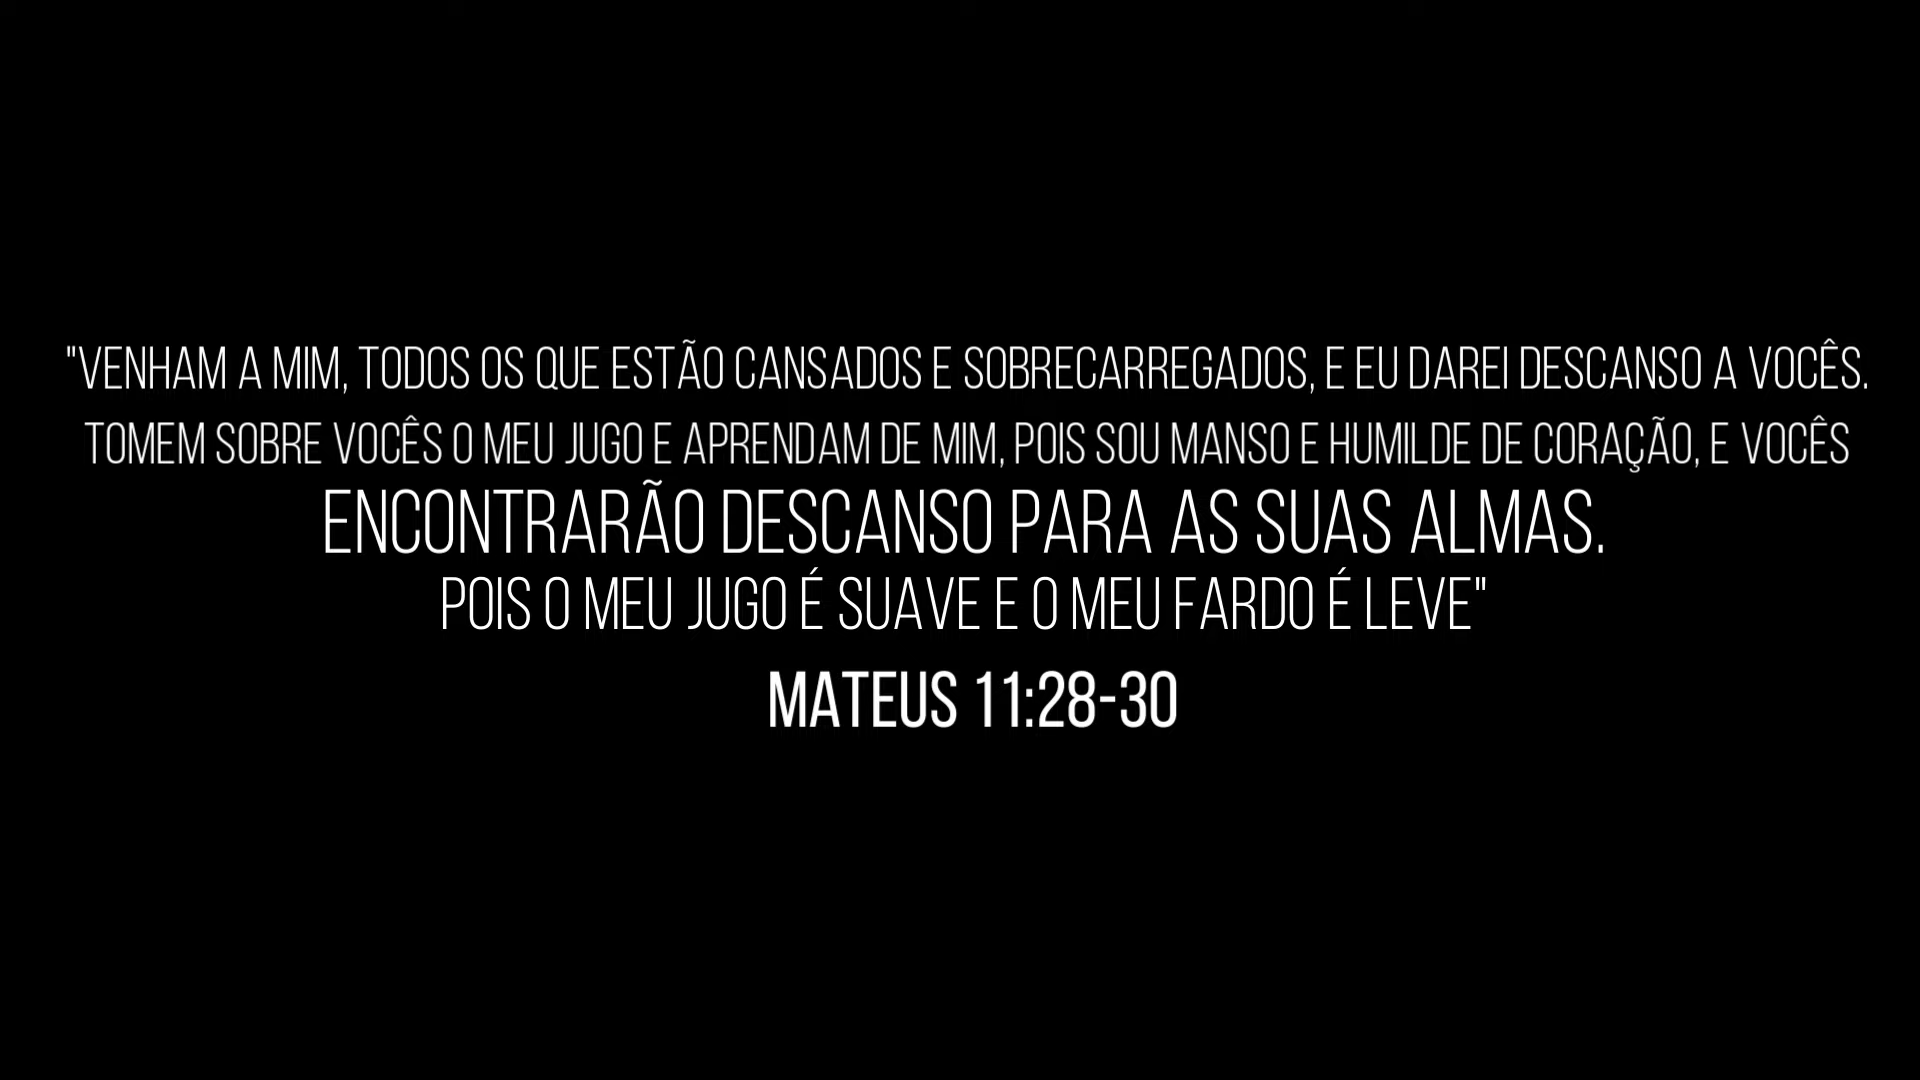 "VENHAM A MIM, TODOS OS QUE ESTÃO CANSADOS E SOBRECARREGADOS, E EU DAREI DESCANSO A VOCÊS.
TOMEM SOBRE VOCÊS O MEU JUGO E APRENDAM DE MIM, POIS SOU MANSO E HUMILDE DE CORAÇÃO, E VOCÊS
ENCONTRARÃO DESCANSO PARA AS SUAS ALMAS.
POIS O MEU JUGO É SUAVE E O MEU FARDO É LEVE"
MATEUS 11:28-30